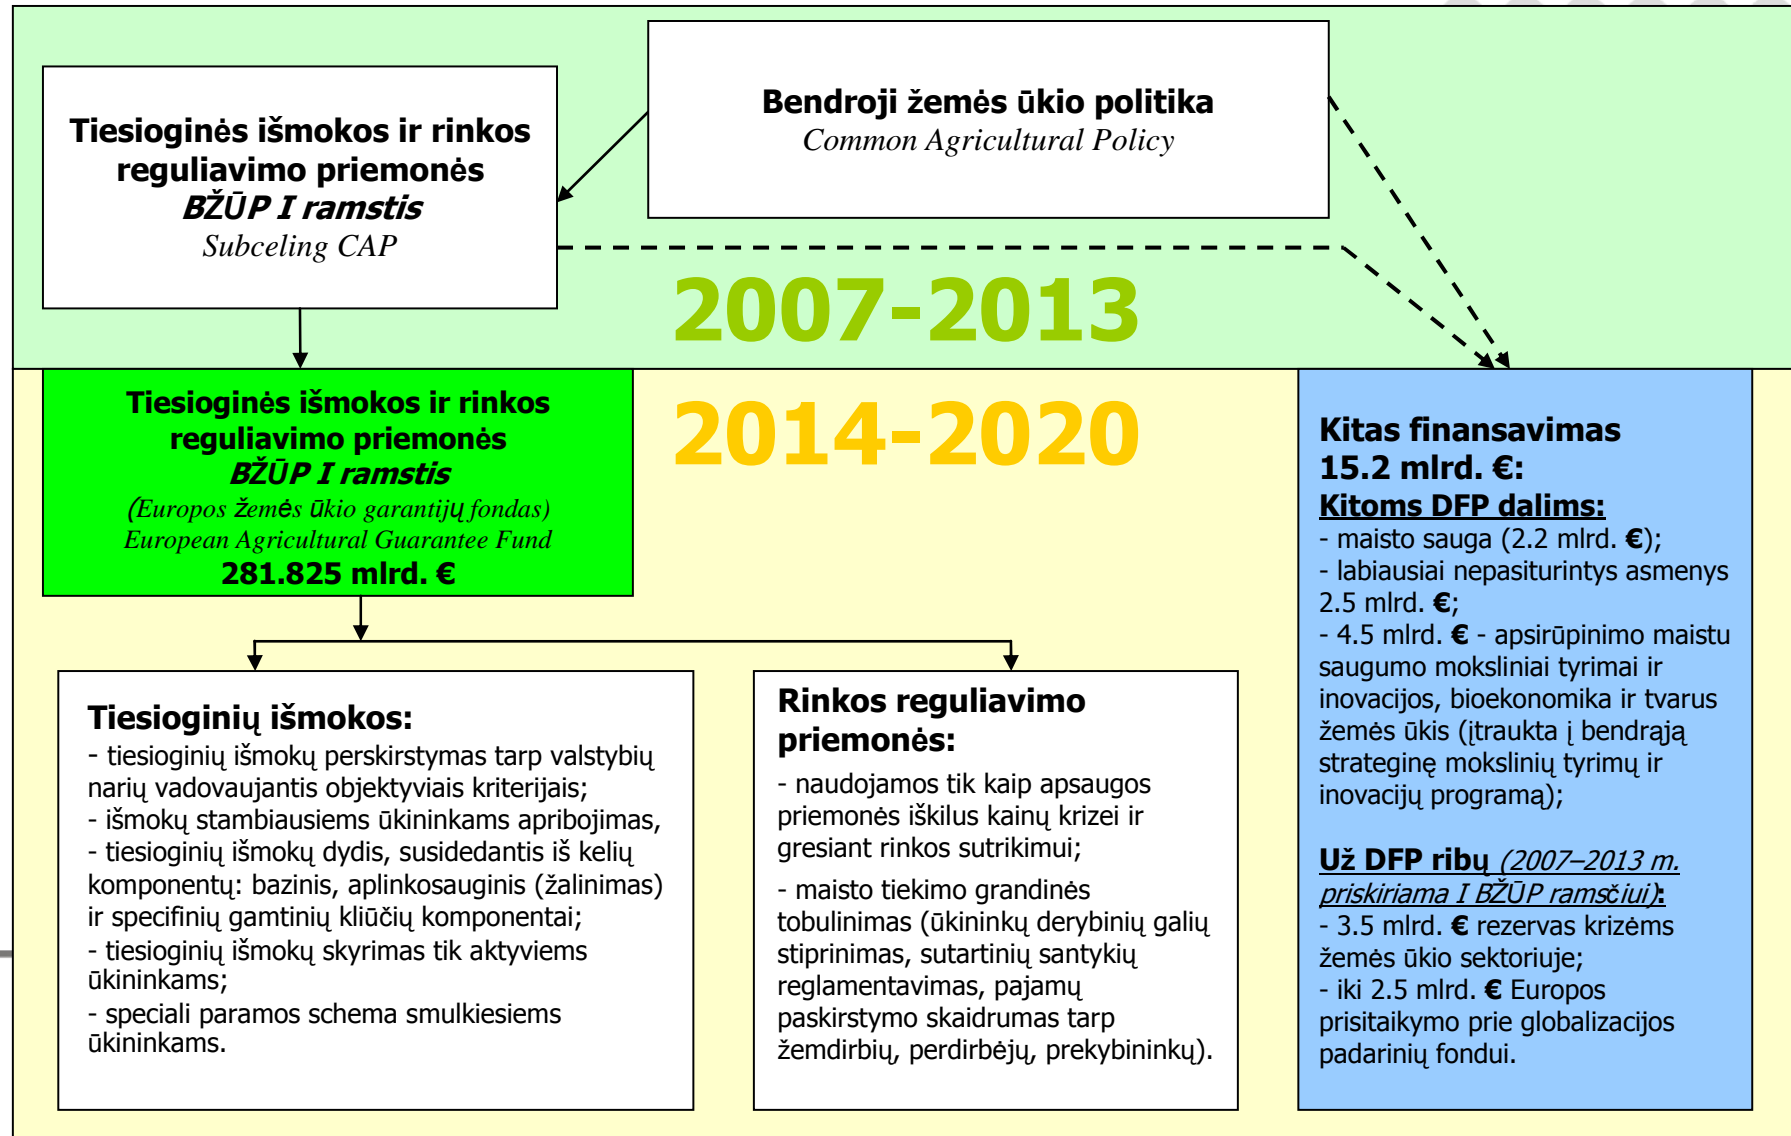 Bendroji žemės ūkio politika
Common Agricultural Policy
Tiesioginės išmokos ir rinkos
reguliavimo priemonės
BŽŪP I ramstis
Subceling CAP
2007-2013
2014-2020
Tiesioginės išmokos ir rinkos
reguliavimo priemonės
BŽŪP I ramstis
(Europos žemės ūkio garantijų fondas)
European Agricultural Guarantee Fund
281.825 mlrd. €
Tiesioginių išmokos:
- tiesioginių išmokų perskirstymas tarp valstybių
narių vadovaujantis objektyviais kriterijais;
- išmokų stambiausiems ūkininkams apribojimas,
- tiesioginių išmokų dydis, susidedantis iš kelių
komponentų: bazinis, aplinkosauginis (žalinimas)
ir specifinių gamtinių kliūčių komponentai;
- tiesioginių išmokų skyrimas tik aktyviems
ūkininkams;
- speciali paramos schema smulkiesiems
ūkininkams.
Rinkos reguliavimo
priemonės:
- naudojamos tik kaip apsaugos
priemonės iškilus kainų krizei ir
gresiant rinkos sutrikimui;
- maisto tiekimo grandinės
tobulinimas (ūkininkų derybinių galių
stiprinimas, sutartinių santykių
reglamentavimas, pajamų
paskirstymo skaidrumas tarp
žemdirbių, perdirbėjų, prekybininkų).
Kitas finansavimas
15.2 mlrd. €:
Kitoms DFP dalims:
- maisto sauga (2.2 mlrd. €);
- labiausiai nepasiturintys asmenys
2.5 mlrd. €;
- 4.5 mlrd. € - apsirūpinimo maistu
saugumo moksliniai tyrimai ir
inovacijos, bioekonomika ir tvarus
žemės ūkis (įtraukta į bendrąją
strateginę mokslinių tyrimų ir
inovacijų programą);
Už DFP ribų (2007–2013 m.
priskiriama I BŽŪP ramsčiui):
- 3.5 mlrd. € rezervas krizėms
žemės ūkio sektoriuje;
- iki 2.5 mlrd. € Europos
prisitaikymo prie globalizacijos
padarinių fondui.